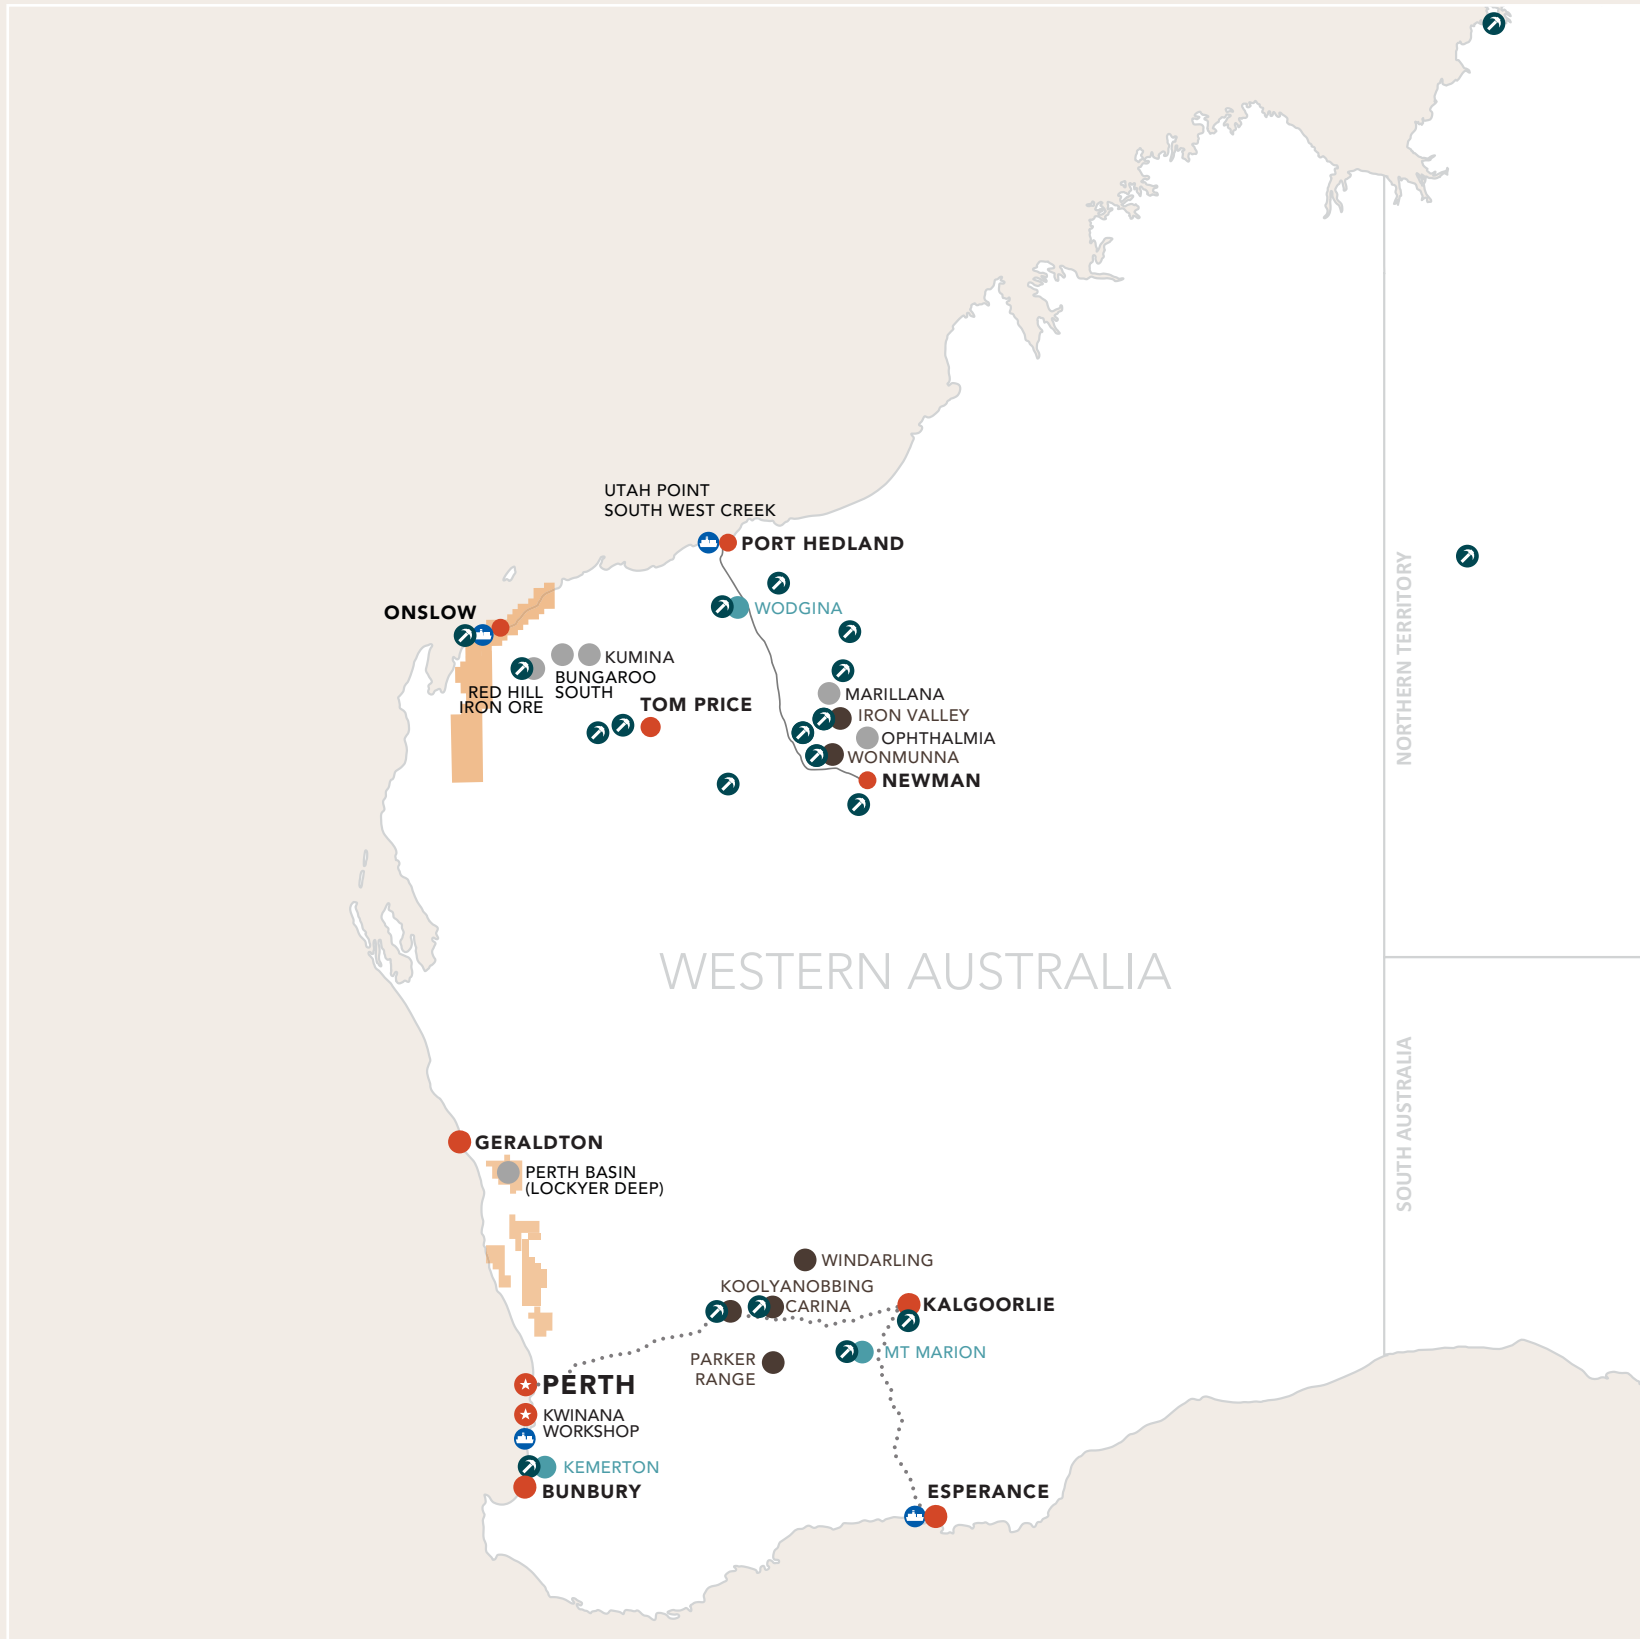 UTAH POINT
SOUTH WEST CREEK
PORT HEDLAND
WODGINA
ONSLOW
KUMINA
BUNGAROO
SOUTH
RED HILL
IRON ORE
TOM PRICE
MARILLANA
IRON VALLEY
OPHTHALMIA
WONMUNNA
NEWMAN
NORTHERN TERRITORY
WESTERN AUSTRALIA
SOUTH AUSTRALIA
GERALDTON
PERTH BASIN
(LOCKYER DEEP)
WINDARLING
KOOLYANOBBING
CARINA
KALGOORLIE
MT MARION
PARKER
RANGE
PERTH
KWINANA
WORKSHOP
KEMERTON
BUNBURY
ESPERANCE